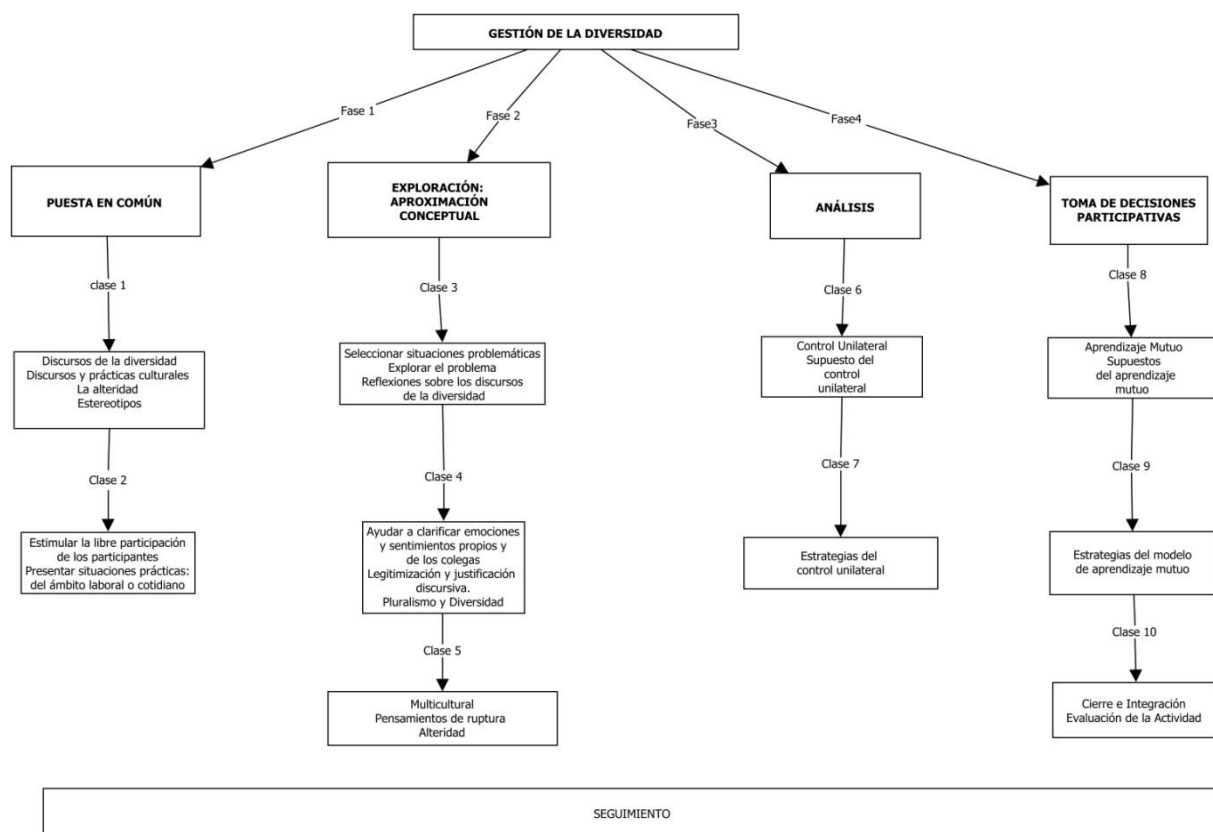 GESTIÓN DE LA DIVERSIDAD
Fase 1
Fase 2
Fase3
Fase4
PUESTA EN COMÚN
EXPLORACIÓN:
APROXIMACIÓN
CONCEPTUAL
ANÁLISIS
TOMA DE DECISIONES
PARTICIPATIVAS
clase 1
Clase 3
Clase 6
Clase 8
Discursos de la diversidad
Discursos y prácticas culturales
La alteridad
Estereotipos
Seleccionar situaciones problemáticas
Explorar el problema
Reflexiones sobre los discursos
de la diversidad
Control Unilateral
Supuesto del
control
unilateral
Aprendizaje Mutuo
Supuestos
del aprendizaje
mutuo
Clase 2
Clase 4
Clase 7
Clase 9
Estimular la libre participación
de los participantes
Presentar situaciones prácticas:
del ámbito laboral o cotidiano
Ayudar a clarificar emociones
y sentimientos propios y
de los colegas
Legitimización y justificación
discursiva.
Pluralismo y Diversidad
Estrategias del
control unilateral
Estrategias del modelo
de aprendizaje mutuo
Clase 5
Clase 10
Multicultural
Pensamientos de ruptura
Alteridad
Cierre e Integración
Evaluación de la Actividad
SEGUIMIENTO